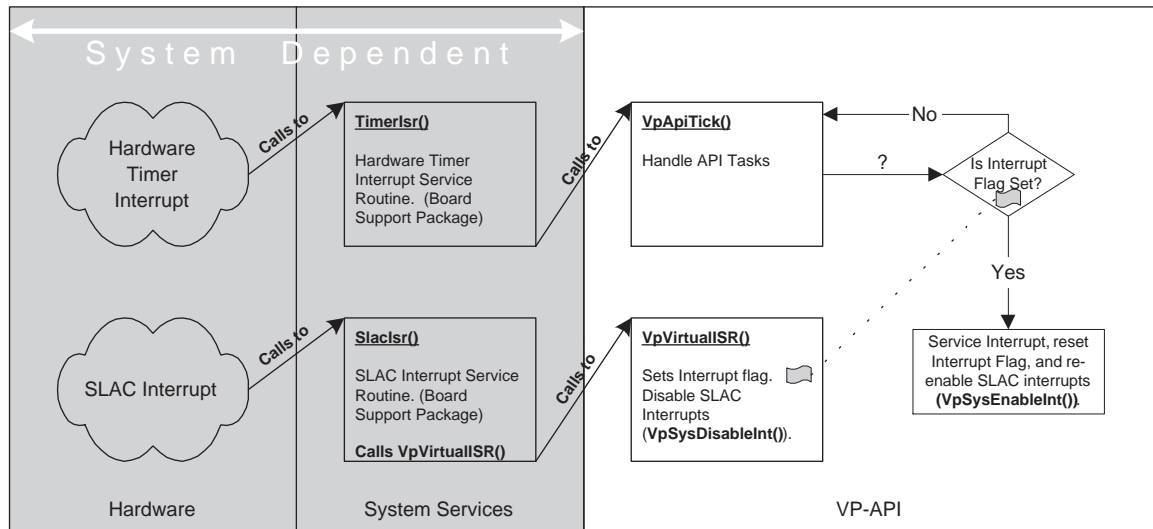 System Dependent
Hardware
Timer
Interrupt
Calls to
TimerIsr()
Hardware Timer
Interrupt Service
Routine. (Board
Support Package)
Calls to
VpApiTick()
Handle API Tasks
No
?
Is Interrupt
Flag Set?
Yes
SLAC Interrupt
Calls to
SlacIsr()
SLAC Interrupt Service
Routine. (Board
Support Package)
Calls VpVirtualISR()
Calls to
VpVirtualISR()
Sets Interrupt flag.
Disable SLAC
Interrupts
(VpSysDisableInt()).
Service Interrupt, reset
Interrupt Flag, and re-
enable SLAC interrupts
(VpSysEnableInt()).
Hardware
System Services
VP-API